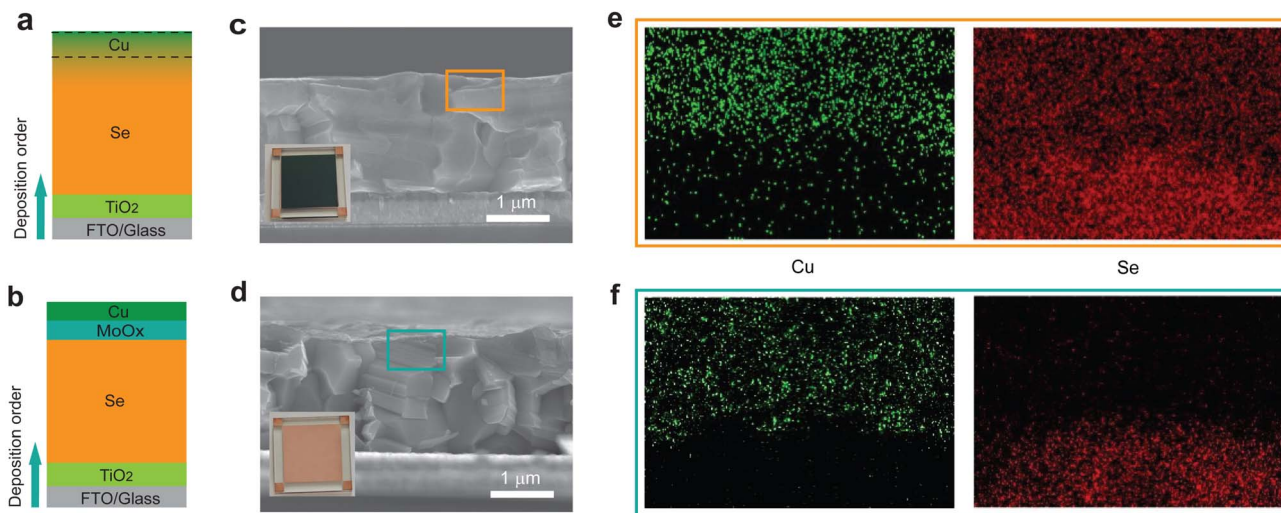 a
Cu
Se
TiO2
FTO/Glass
Deposition order
b
Cu
MoOx
Se
TiO2
FTO/Glass
Deposition order
c
1 μm
d
1 μm
e
Cu
Se
f